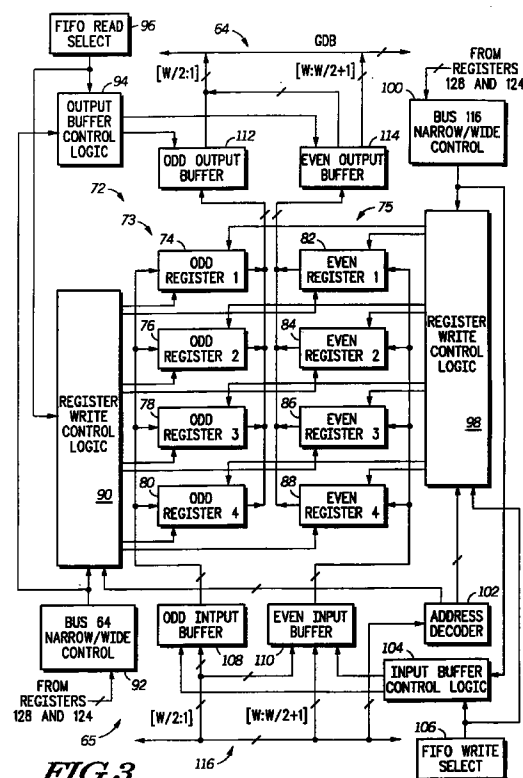 FIFO READ
SELECT
96
94
OUTPUT
BUFFER
CONTROL
LOGIC
64
GDB
[W/2:1]
[W:W/2+1]
FROM
REGISTERS
128 AND 124
100
BUS 116
NARROW/WIDE
CONTROL
112
ODD OUTPUT
BUFFER
114
EVEN OUTPUT
BUFFER
72
73
75
74
ODD
REGISTER 1
82
EVEN
REGISTER 1
76
ODD
REGISTER 2
84
EVEN
REGISTER 2
78
ODD
REGISTER 3
86
EVEN
REGISTER 3
80
ODD
REGISTER 4
88
EVEN
REGISTER 4
REGISTER
WRITE
CONTROL
LOGIC
90
REGISTER
WRITE
CONTROL
LOGIC
98
BUS 64
NARROW/WIDE
CONTROL
92
FROM
REGISTERS
128 AND 124
ODD INTPUT
BUFFER
108
EVEN INPUT
BUFFER
110
102
ADDRESS
DECODER
104
INPUT BUFFER
CONTROL LOGIC
[W/2:1]
[W:W/2+1]
65
116
106
FIFO WRITE
SELECT
FIG.3